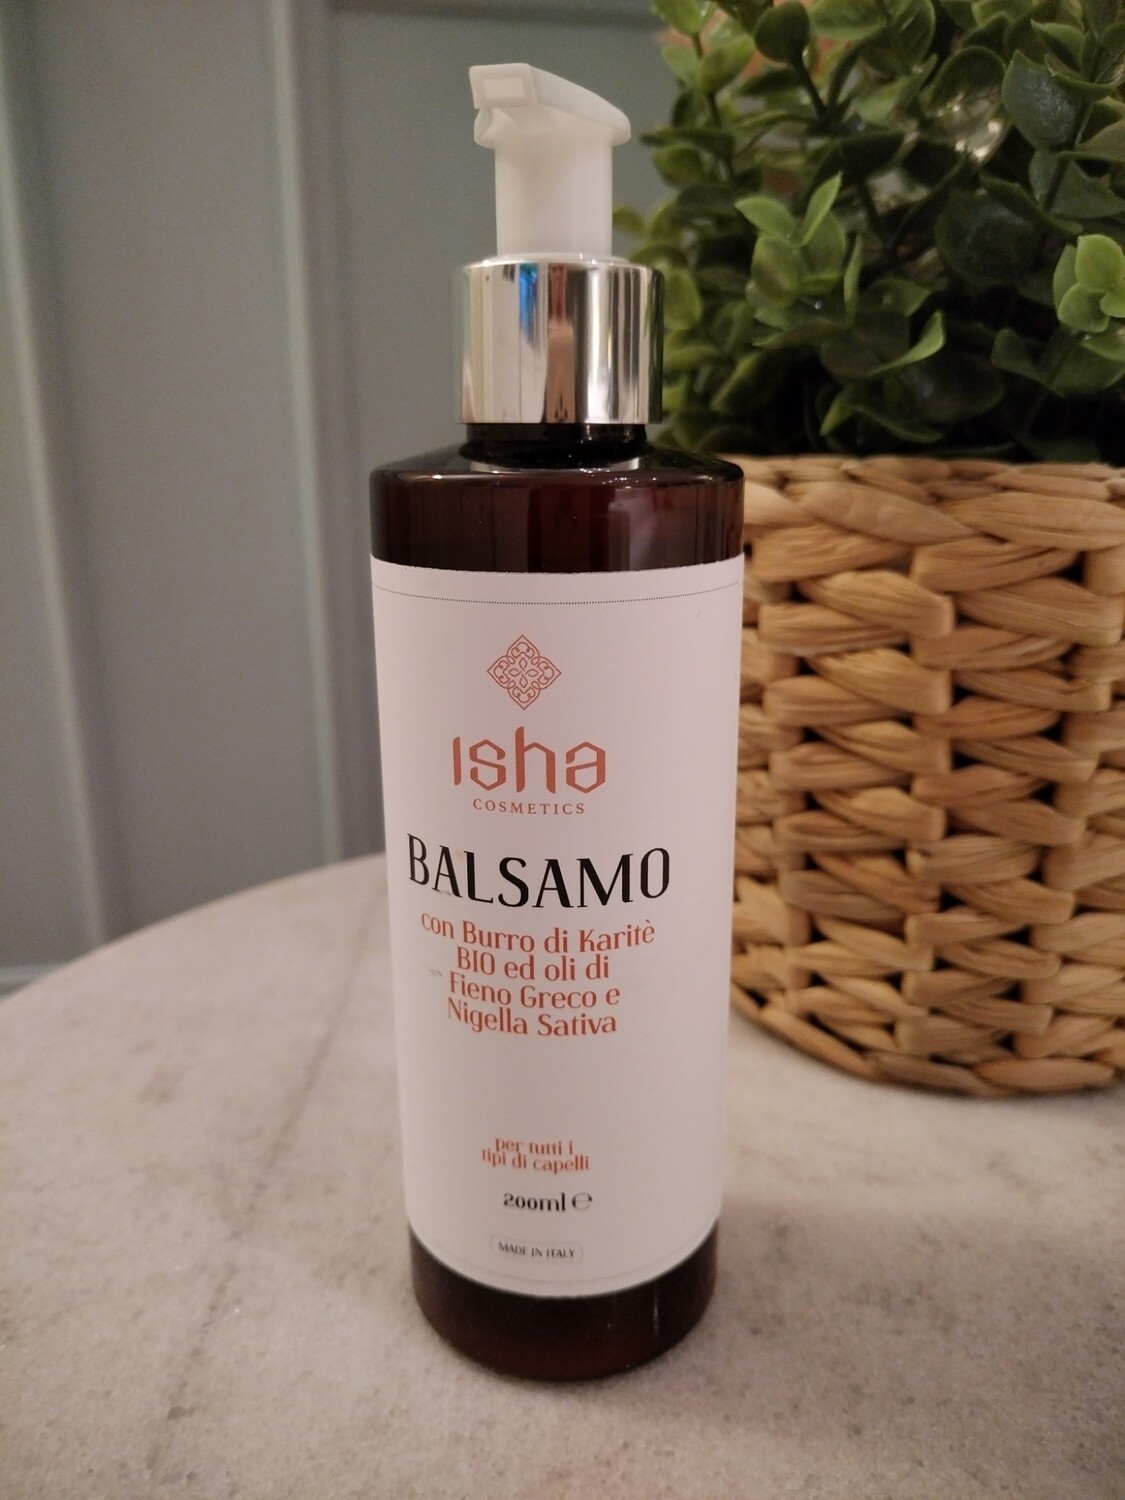 Isha
COSMETICS
BALSAMO
con Burro di Karitè
BIO ed oli di
Fieno Greco e
Nigella Sativa
per tutti i
tipi di capelli
200ml ℮
MADE IN ITALY